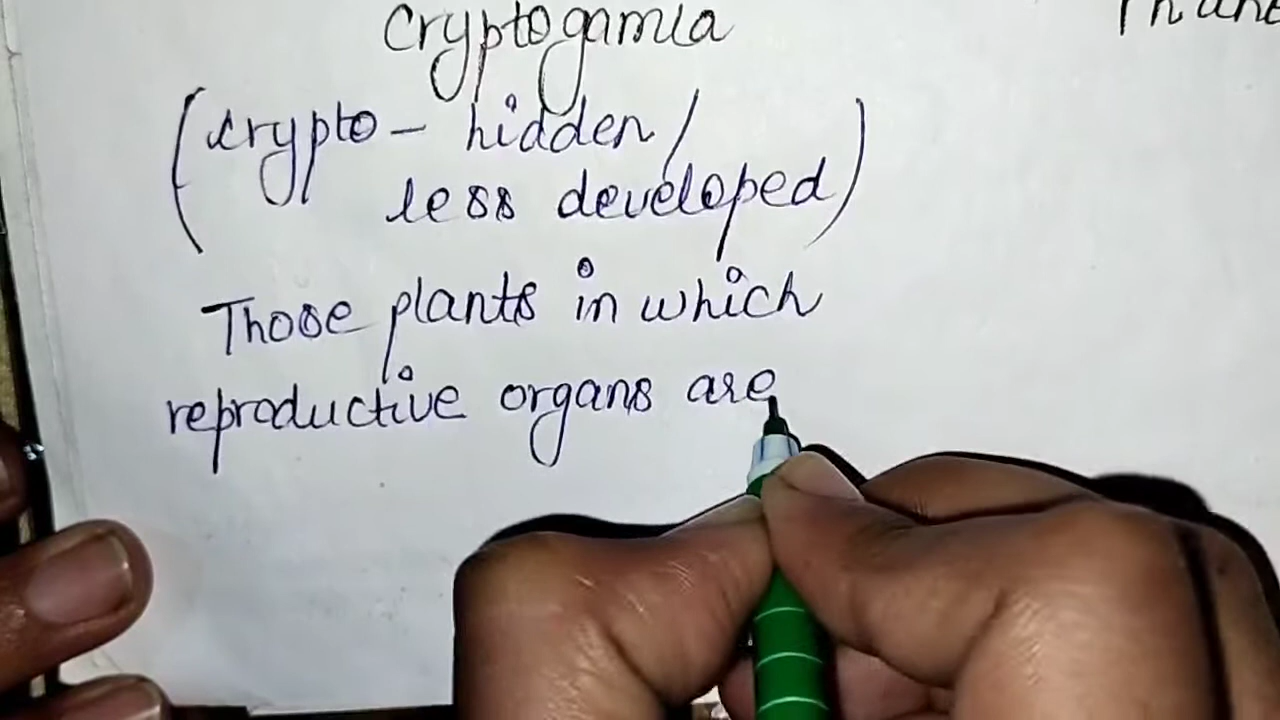 Cryptogamia
(crypto - hidden/
less developed)
Those plants in which
reproductive organs are